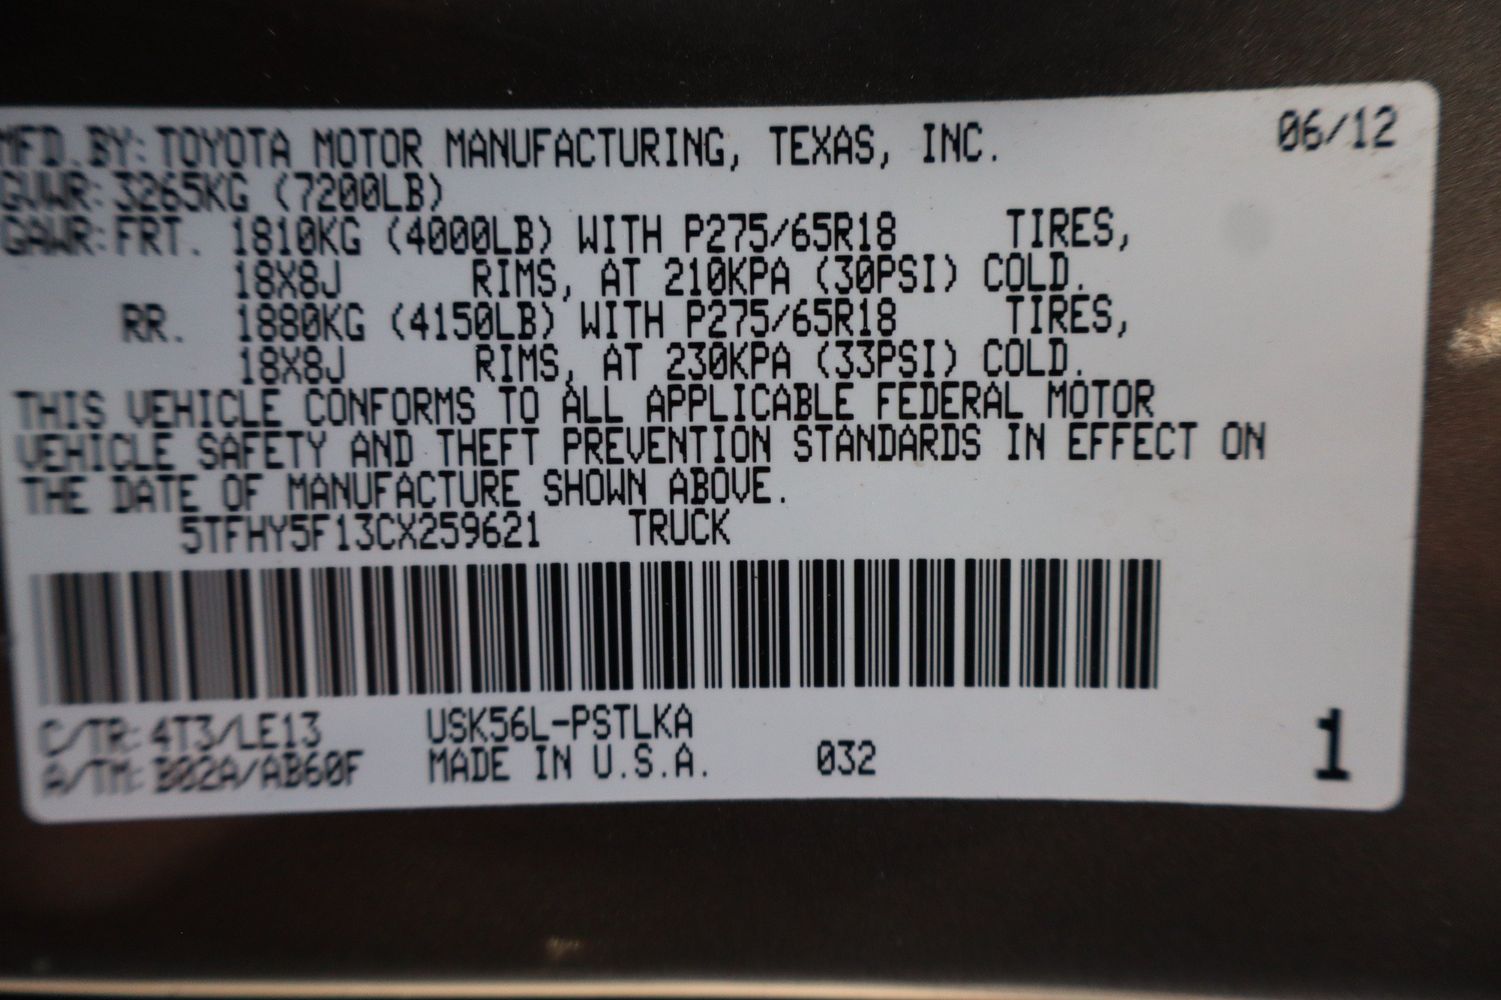 MFD. BY: TOYOTA MOTOR MANUFACTURING, TEXAS, INC. 06/12
GVWR: 3265KG (7200LB)
GAWR: FRT. 1810KG (4000LB) WITH P275/65R18 TIRES,
18X8J RIMS, AT 210KPA (30PSI) COLD.
RR. 1880KG (4150LB) WITH P275/65R18 TIRES,
18X8J RIMS, AT 230KPA (33PSI) COLD.
THIS VEHICLE CONFORMS TO ALL APPLICABLE FEDERAL MOTOR
VEHICLE SAFETY AND THEFT PREVENTION STANDARDS IN EFFECT ON
THE DATE OF MANUFACTURE SHOWN ABOVE.
5TFHY5F13CX259621 TRUCK
C/TR: 4T3/LE13 USK56L-PSTLKA
A/TM: B02A/AB60F MADE IN U.S.A. 032 1